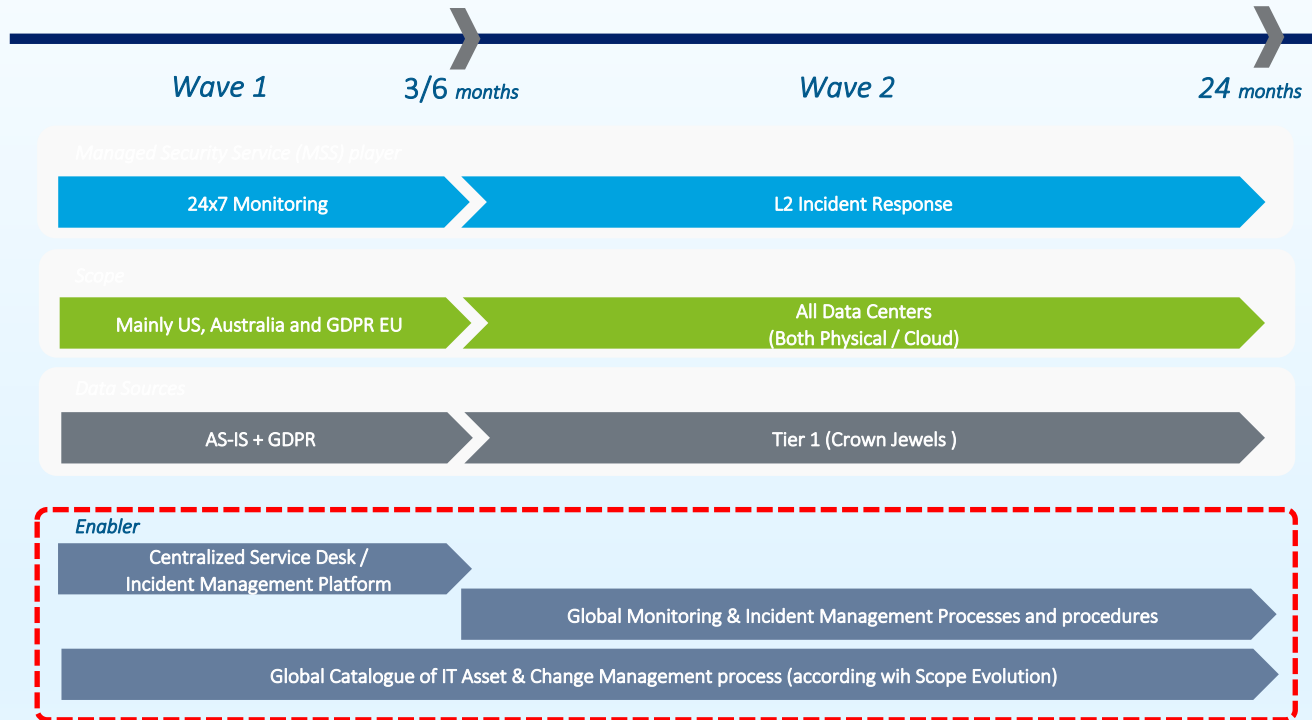 Wave 1
3/6 months
Wave 2
24 months
Managed Security Service (MSS) player
24x7 Monitoring
L2 Incident Response
Scope
Mainly US, Australia and GDPR EU
All Data Centers
(Both Physical / Cloud)
Data Sources
AS-IS + GDPR
Tier 1 (Crown Jewels )
Enabler
Centralized Service Desk /
Incident Management Platform
Global Monitoring & Incident Management Processes and procedures
Global Catalogue of IT Asset & Change Management process (according wih Scope Evolution)